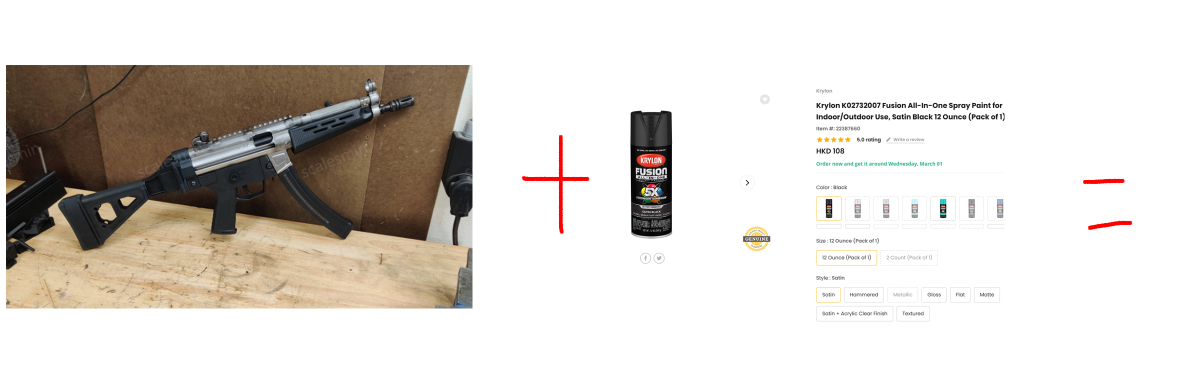 KRYLON
FUSION
ALL-IN-ONE
5X
GENUINE
Krylon
Krylon K02732007 Fusion All-In-One Spray Paint for
Indoor/Outdoor Use, Satin Black 12 Ounce (Pack of 1)
Item #: 22387660
5.0 rating
Write a review
HKD 108
Order now and get it around Wednesday, March 01
Color : Black
Size : 12 Ounce (Pack of 1)
12 Ounce (Pack of 1)
2 Count (Pack of 1)
Style : Satin
Satin
Hammered
Metallic
Gloss
Flat
Matte
Satin + Acrylic Clear Finish
Textured